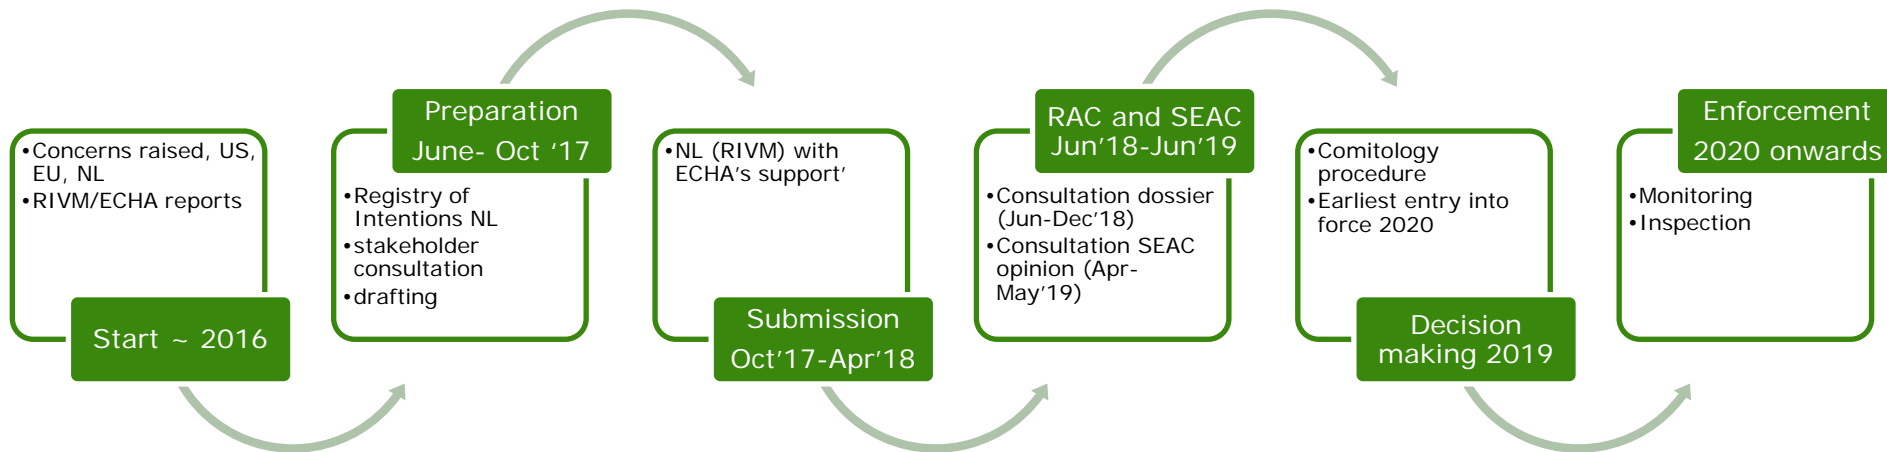 •Concerns raised, US,
EU, NL
•RIVM/ECHA reports
Start ~ 2016
Preparation
June- Oct ‘17
•Registry of
Intentions NL
•stakeholder
consultation
•drafting
•NL (RIVM) with
ECHA’s support’
Submission
Oct’17-Apr’18
RAC and SEAC
Jun’18-Jun’19
•Consultation dossier
(Jun-Dec’18)
•Consultation SEAC
opinion (Apr-
May’19)
•Comitology
procedure
•Earliest entry into
force 2020
Decision
making 2019
Enforcement
2020 onwards
•Monitoring
•Inspection